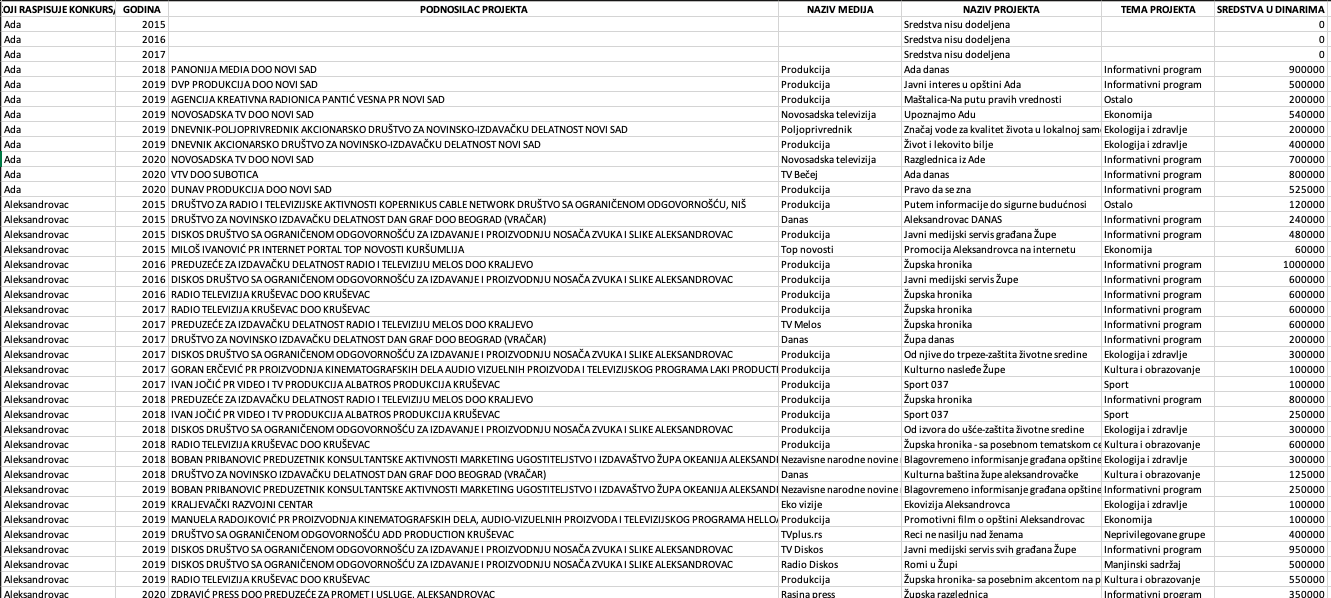 OJI RASPISUJE KONKURS/ GODINA PODNOSILAC PROJEKTA NAZIV MEDIJA NAZIV PROJEKTA TEMA PROJEKTA SREDSTVA U DINARIMA
Ada 2015 Sredstva nisu dodeljena 0
Ada 2016 Sredstva nisu dodeljena 0
Ada 2017 Sredstva nisu dodeljena 0
Ada 2018 PANONIJA MEDIA DOO NOVI SAD Produkcija Ada danas Informativni program 900000
Ada 2019 DVP PRODUKCIJA DOO NOVI SAD Produkcija Javni interes u opštini Ada Informativni program 500000
Ada 2019 AGENCIJA KREATIVNA RADIONICA PANTIĆ VESNA PR NOVI SAD Produkcija Maštalica-Na putu pravih vrednosti Ostalo 200000
Ada 2019 NOVOSADSKA TV DOO NOVI SAD Novosadska televizija Upoznajmo Adu Ekonomija 540000
Ada 2019 DNEVNIK-POLJOPRIVREDNIK AKCIONARSKO DRUŠTVO ZA NOVINSKO-IZDAVAČKU DELATNOST NOVI SAD Poljoprivrednik Značaj vode za kvalitet života u lokalnoj sam Ekologija i zdravlje 200000
Ada 2019 DNEVNIK AKCIONARSKO DRUŠTVO ZA NOVINSKO-IZDAVAČKU DELATNOST NOVI SAD Produkcija Život i lekovito bilje Ekologija i zdravlje 400000
Ada 2020 NOVOSADSKA TV DOO NOVI SAD Novosadska televizija Razglednica iz Ade Informativni program 700000
Ada 2020 VTV DOO SUBOTICA TV Bečej Ada danas Informativni program 800000
Ada 2020 DUNAV PRODUKCIJA DOO NOVI SAD Produkcija Pravo da se zna Informativni program 525000
Aleksandrovac 2015 DRUŠTVO ZA RADIO I TELEVIZIJSKE AKTIVNOSTI KOPERNIKUS CABLE NETWORK DRUŠTVO SA OGRANIČENOM ODGOVORNOŠĆU, NIŠ Produkcija Putem informacije do sigurne budućnosti Ostalo 120000
Aleksandrovac 2015 DRUŠTVO ZA NOVINSKO IZDAVAČKU DELATNOST DAN GRAF DOO BEOGRAD (VRAČAR) Danas Aleksandrovac DANAS Informativni program 240000
Aleksandrovac 2015 DISKOS DRUŠTVO SA OGRANIČENOM ODGOVORNOŠĆU ZA IZDAVANJE I PROIZVODNJU NOSAČA ZVUKA I SLIKE ALEKSANDROVAC Produkcija Javni medijski servis građana Župe Informativni program 480000
Aleksandrovac 2015 MILOŠ IVANOVIĆ PR INTERNET PORTAL TOP NOVOSTI KURŠUMLIJA Top novosti Promocija Aleksandrovca na internetu Ekonomija 60000
Aleksandrovac 2016 PREDUZEĆE ZA IZDAVAČKU DELATNOST RADIO I TELEVIZIJU MELOS DOO KRALJEVO Produkcija Župska hronika Informativni program 1000000
Aleksandrovac 2016 DISKOS DRUŠTVO SA OGRANIČENOM ODGOVORNOŠĆU ZA IZDAVANJE I PROIZVODNJU NOSAČA ZVUKA I SLIKE ALEKSANDROVAC Produkcija Javni medijski servis Župe Informativni program 600000
Aleksandrovac 2016 RADIO TELEVIZIJA KRUŠEVAC DOO KRUŠEVAC Produkcija Župska hronika Informativni program 600000
Aleksandrovac 2017 RADIO TELEVIZIJA KRUŠEVAC DOO KRUŠEVAC Produkcija Župska hronika Informativni program 600000
Aleksandrovac 2017 PREDUZEĆE ZA IZDAVAČKU DELATNOST RADIO I TELEVIZIJU MELOS DOO KRALJEVO TV Melos Župska hronika Informativni program 600000
Aleksandrovac 2017 DRUŠTVO ZA NOVINSKO IZDAVAČKU DELATNOST DAN GRAF DOO BEOGRAD (VRAČAR) Danas Župa danas Informativni program 200000
Aleksandrovac 2017 DISKOS DRUŠTVO SA OGRANIČENOM ODGOVORNOŠĆU ZA IZDAVANJE I PROIZVODNJU NOSAČA ZVUKA I SLIKE ALEKSANDROVAC Produkcija Od njive do trpeze-zaštita životne sredine Ekologija i zdravlje 300000
Aleksandrovac 2017 GORAN ERČEVIĆ PR PROIZVODNJA KINEMATOGRAFSKIH DELA AUDIO VIZUELNIH PROIZVODA I TELEVIZIJSKOG PROGRAMA LAKI PRODUCTI Produkcija Kulturno nasleđe Župe Kultura i obrazovanje 100000
Aleksandrovac 2017 IVAN JOČIĆ PR VIDEO I TV PRODUKCIJA ALBATROS PRODUKCIJA KRUŠEVAC Produkcija Sport 037 Sport 100000
Aleksandrovac 2018 PREDUZEĆE ZA IZDAVAČKU DELATNOST RADIO I TELEVIZIJU MELOS DOO KRALJEVO Produkcija Župska hronika Informativni program 800000
Aleksandrovac 2018 IVAN JOČIĆ PR VIDEO I TV PRODUKCIJA ALBATROS PRODUKCIJA KRUŠEVAC Produkcija Sport 037 Sport 250000
Aleksandrovac 2018 DISKOS DRUŠTVO SA OGRANIČENOM ODGOVORNOŠĆU ZA IZDAVANJE I PROIZVODNJU NOSAČA ZVUKA I SLIKE ALEKSANDROVAC Produkcija Od izvora do ušće-zaštita životne sredine Ekologija i zdravlje 300000
Aleksandrovac 2018 RADIO TELEVIZIJA KRUŠEVAC DOO KRUŠEVAC Produkcija Župska hronika - sa posebnom tematskom ce Kultura i obrazovanje 600000
Aleksandrovac 2018 BOBAN PRIBANOVIĆ PREDUZETNIK KONSULTANTSKE AKTIVNOSTI MARKETING UGOSTITELJSTVO I IZDAVAŠTVO ŽUPA OKEANIJA ALEKSANDI Nezavisne narodne novine Blagovremeno informisanje građana opštine Ekologija i zdravlje 300000
Aleksandrovac 2018 DRUŠTVO ZA NOVINSKO IZDAVAČKU DELATNOST DAN GRAF DOO BEOGRAD (VRAČAR) Danas Kulturna baština župe aleksandrovačke Kultura i obrazovanje 125000
Aleksandrovac 2019 BOBAN PRIBANOVIĆ PREDUZETNIK KONSULTANTSKE AKTIVNOSTI MARKETING UGOSTITELJSTVO I IZDAVAŠTVO ŽUPA OKEANIJA ALEKSANDI Nezavisne narodne novine Blagovremeno informisanje građana opštine Informativni program 250000
Aleksandrovac 2019 KRALJEVAČKI RAZVOJNI CENTAR Eko vizije Ekovizija Aleksandrovca Ekologija i zdravlje 100000
Aleksandrovac 2019 MANUELA RADOJKOVIĆ PR PROIZVODNJA KINEMATOGRAFSKIH DELA, AUDIO-VIZUELNIH PROIZVODA I TELEVIZIJSKOG PROGRAMA HELLO Produkcija Promotivni film o opštini Aleksandrovac Ekonomija 100000
Aleksandrovac 2019 DRUŠTVO SA OGRANIČENOM ODGOVORNOŠĆU ADD PRODUCTION KRUŠEVAC TVplus.rs Reci ne nasilju nad ženama Neprivilegovane grupe 400000
Aleksandrovac 2019 DISKOS DRUŠTVO SA OGRANIČENOM ODGOVORNOŠĆU ZA IZDAVANJE I PROIZVODNJU NOSAČA ZVUKA I SLIKE ALEKSANDROVAC TV Diskos Javni medijski servis svih građana Župe Informativni program 950000
Aleksandrovac 2019 DISKOS DRUŠTVO SA OGRANIČENOM ODGOVORNOŠĆU ZA IZDAVANJE I PROIZVODNJU NOSAČA ZVUKA I SLIKE ALEKSANDROVAC Radio Diskos Romi u Župi Manjinski sadržaj 500000
Aleksandrovac 2019 RADIO TELEVIZIJA KRUŠEVAC DOO KRUŠEVAC Produkcija Župska hronika- sa posebnim akcentom na p Kultura i obrazovanje 550000
Aleksandrovac 2020 ZDRAVIĆ PRESS DOO PREDUZEĆE ZA PROMET I USLUGE, ALEKSANDROVAC Rasina press Župska razglednica Informativni program 350000